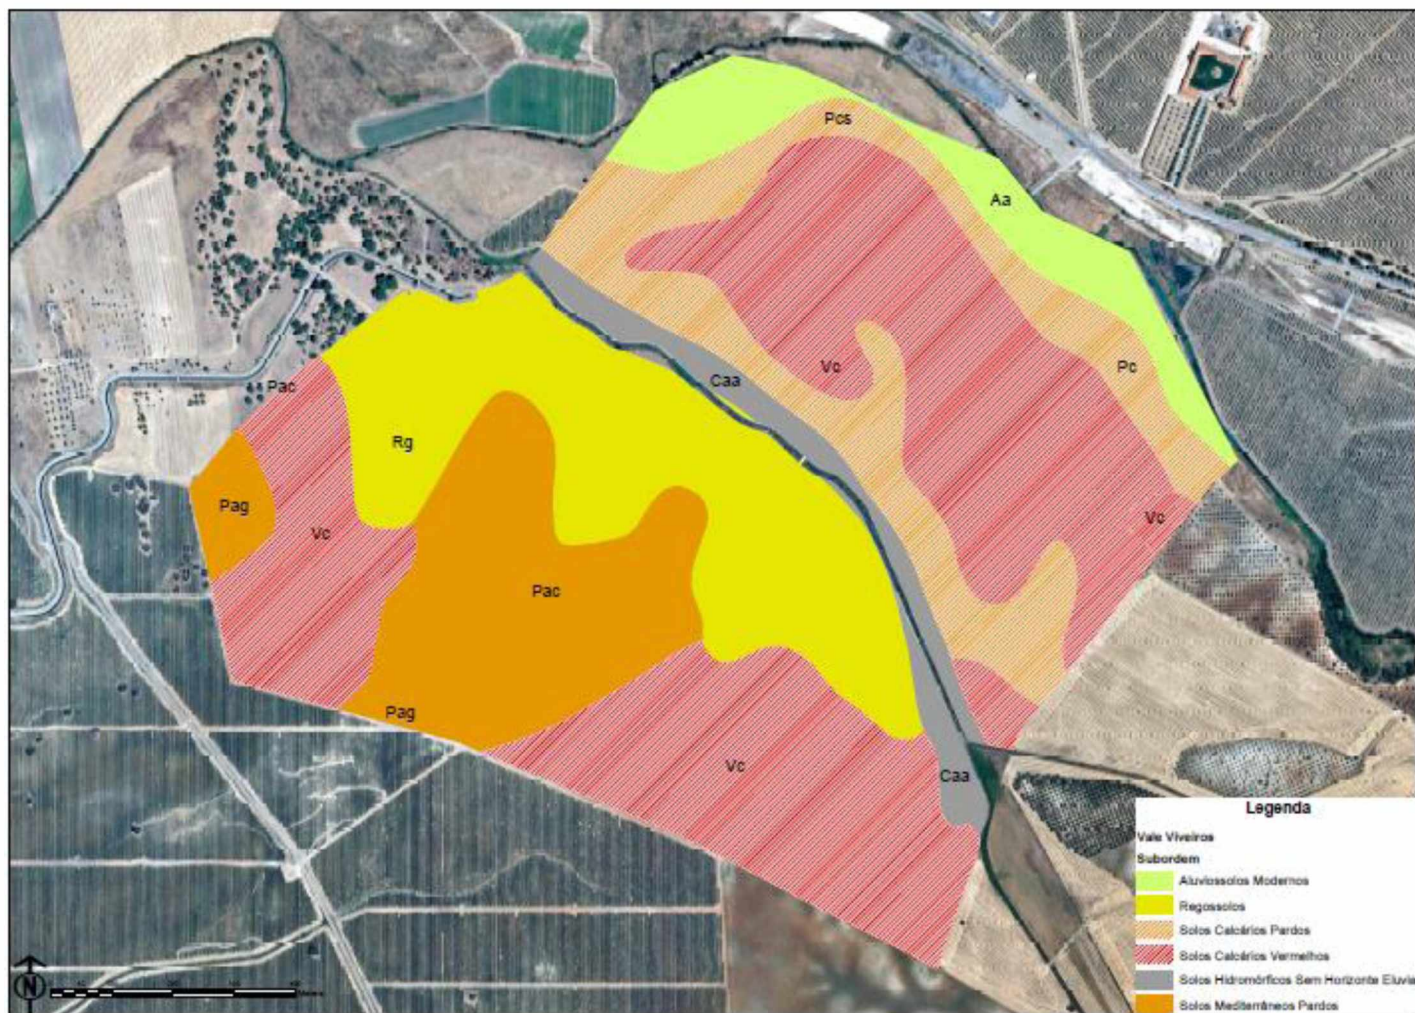 Pcs
Aa
Vc
Pc
Caa
Pac
Rg
Pag
Vc
Vc
Pac
Pag
Vc
Caa
Legenda
Vale Viveiros
Subordem
Aluviossolos Modernos
Regossolos
Solos Calcários Pardos
Solos Calcários Vermelhos
Solos Hidromórficos Sem Horizonte Eluvia
Solos Mediterrâneos Pardos
N